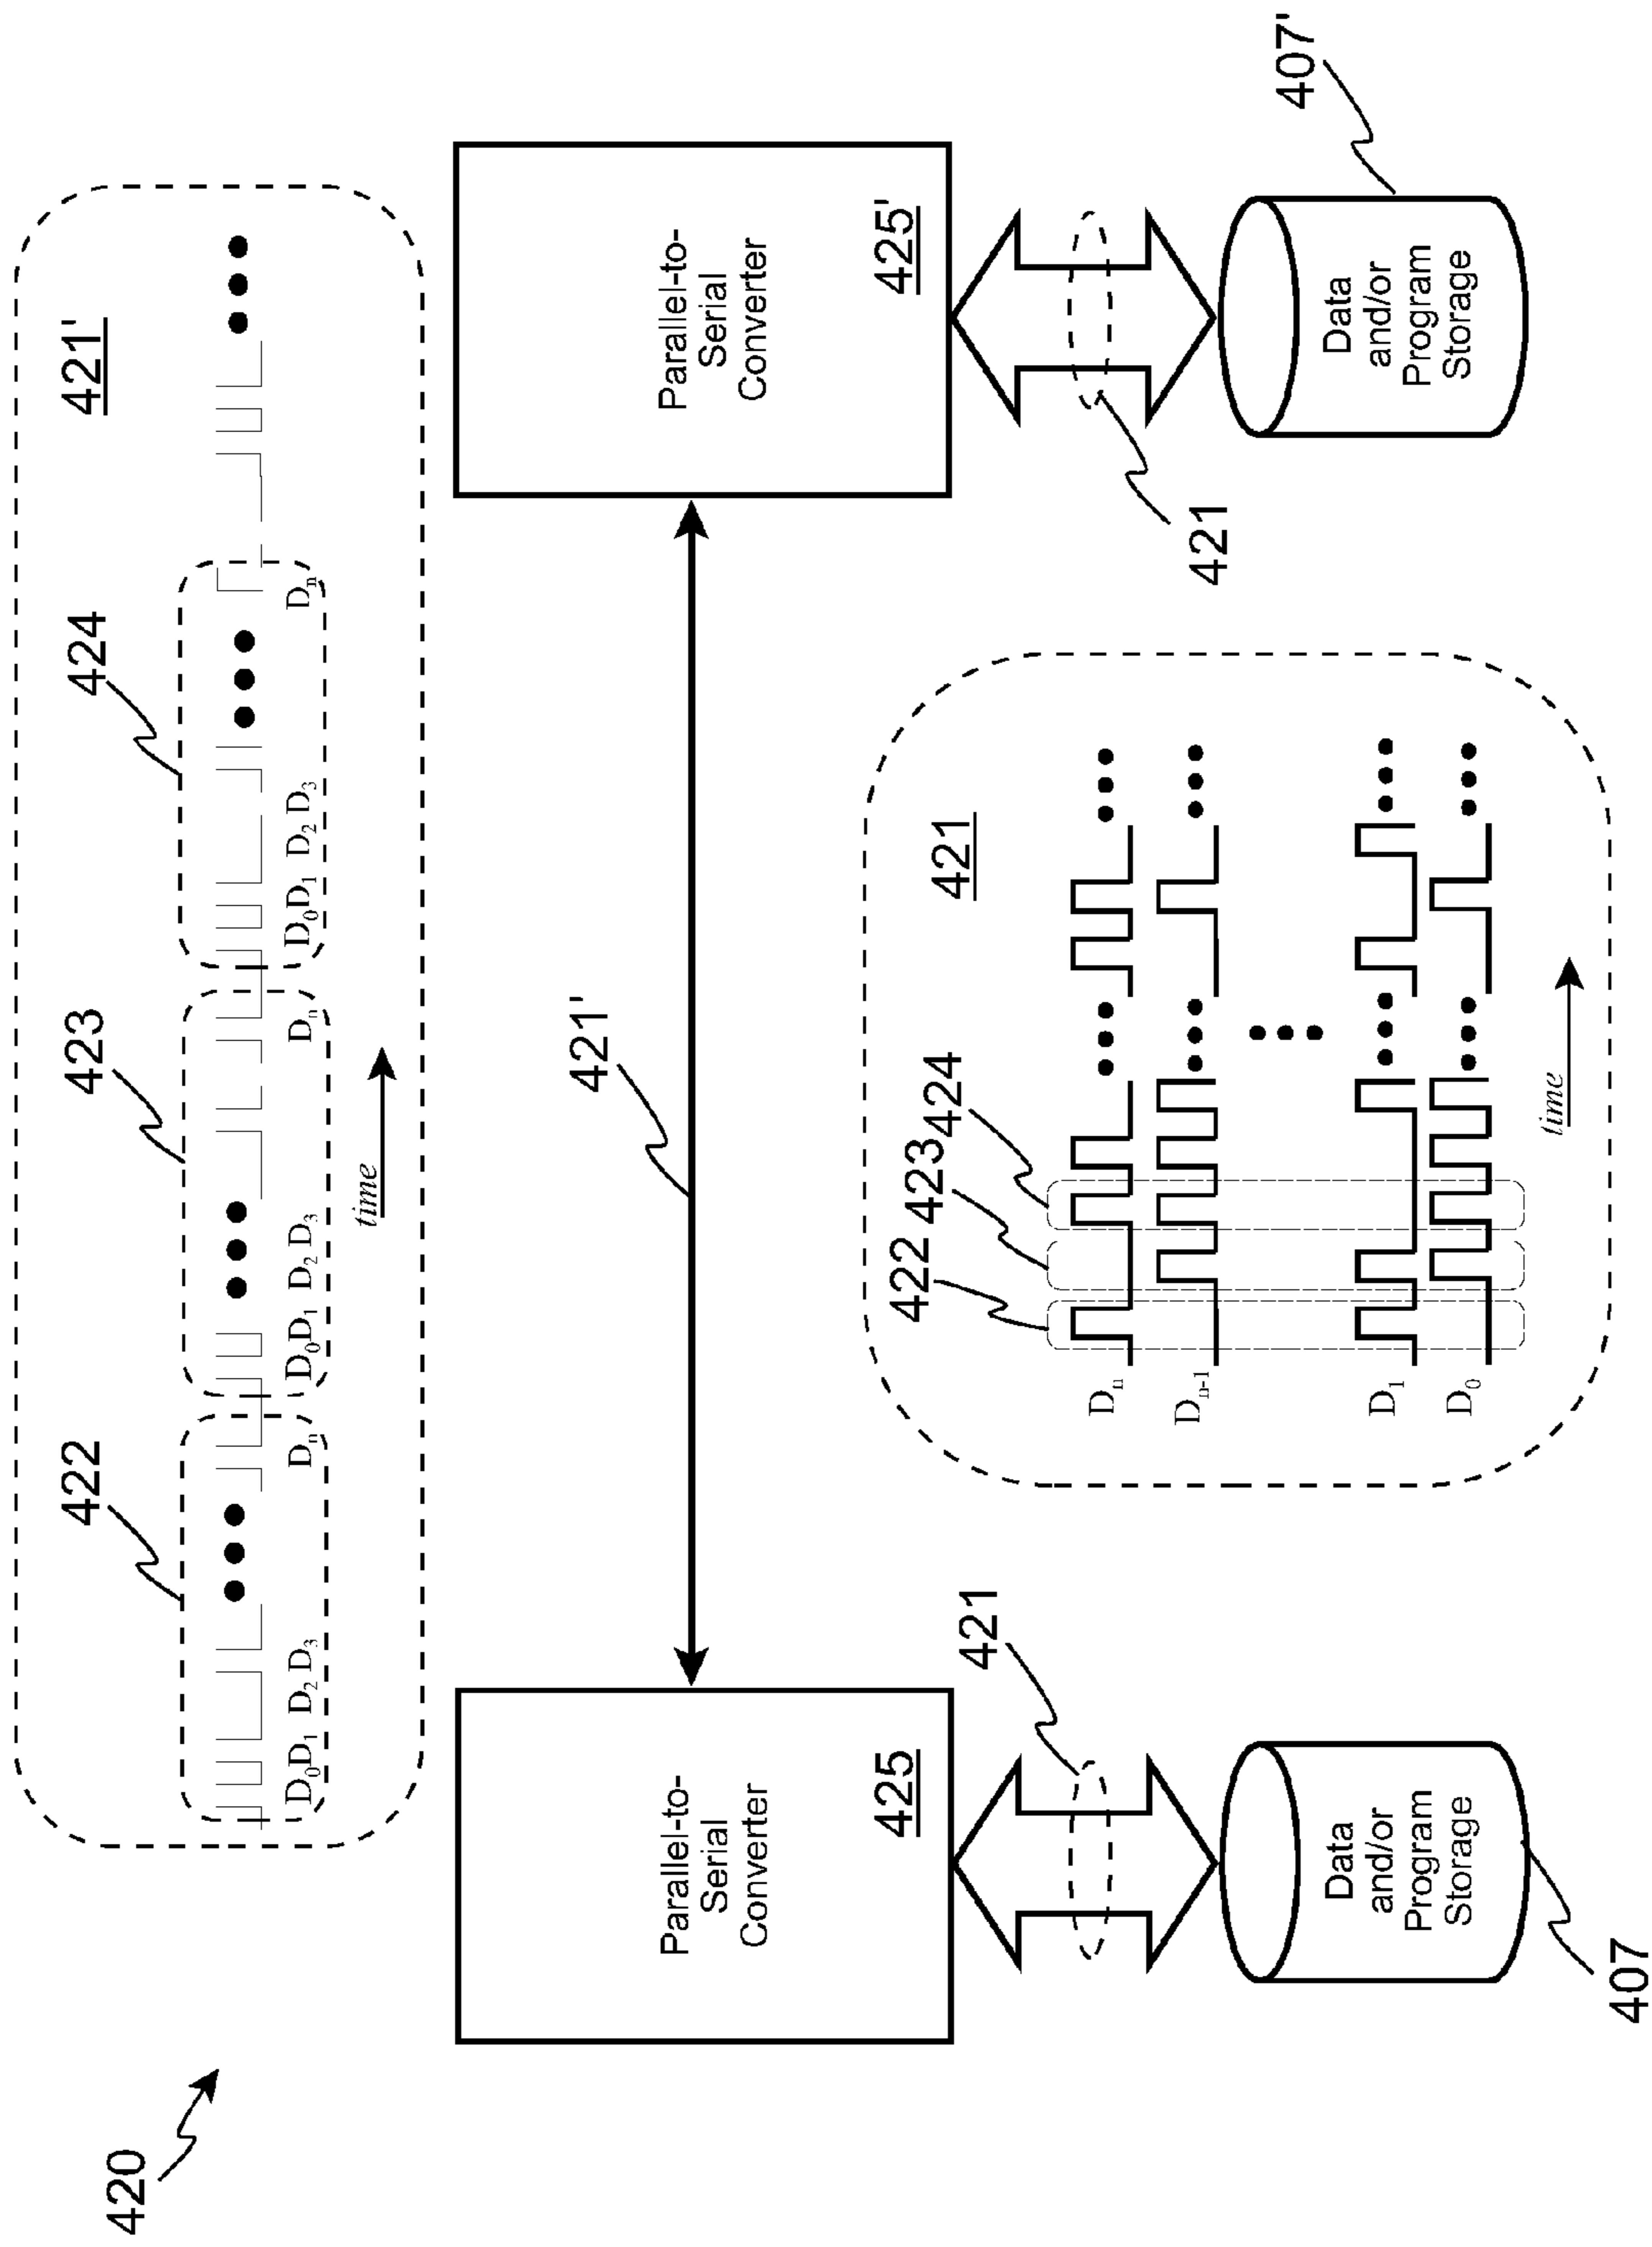 420
422
423
424
421'
D0 D1 D2 D3 Dn
D0 D1 D2 D3 Dn
D0 D1 D2 D3 Dn
time
Parallel-to-
Serial
Converter
425
421'
Parallel-to-
Serial
Converter
425'
421
Data
and/or
Program
Storage
407
422
423
424
421
Dn
Dn-1
D1
D0
time
421
Data
and/or
Program
Storage
407'